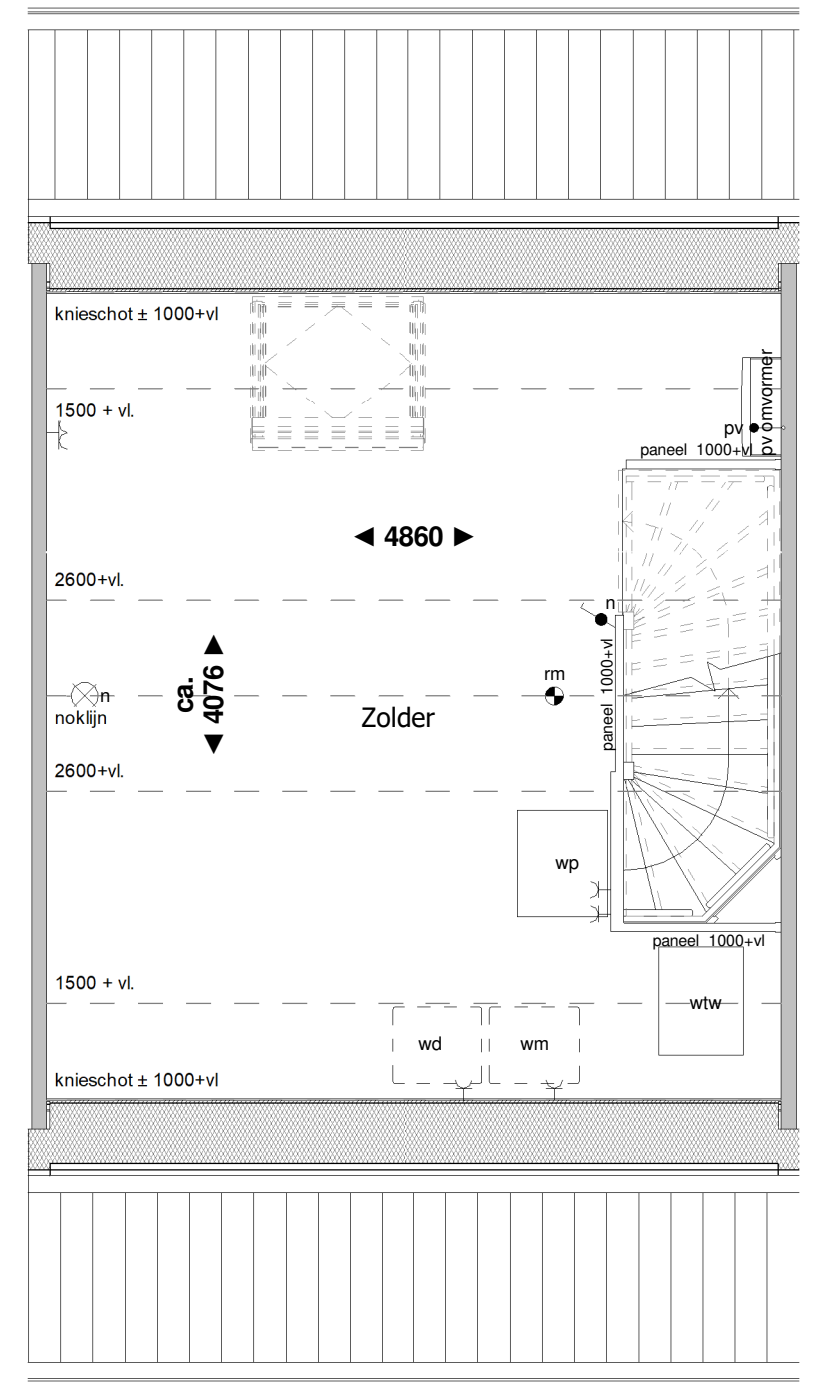 knieschot ± 1000+vl
1500 + vl.
pv omvormer
pv
paneel 1000+vl
◄ 4860 ►
2600+vl.
n
paneel 1000+vl
rm
n
noklijn
ca.
◄ 4076 ►
Zolder
2600+vl.
wp
paneel 1000+vl
1500 + vl.
wtw
wd
wm
knieschot ± 1000+vl